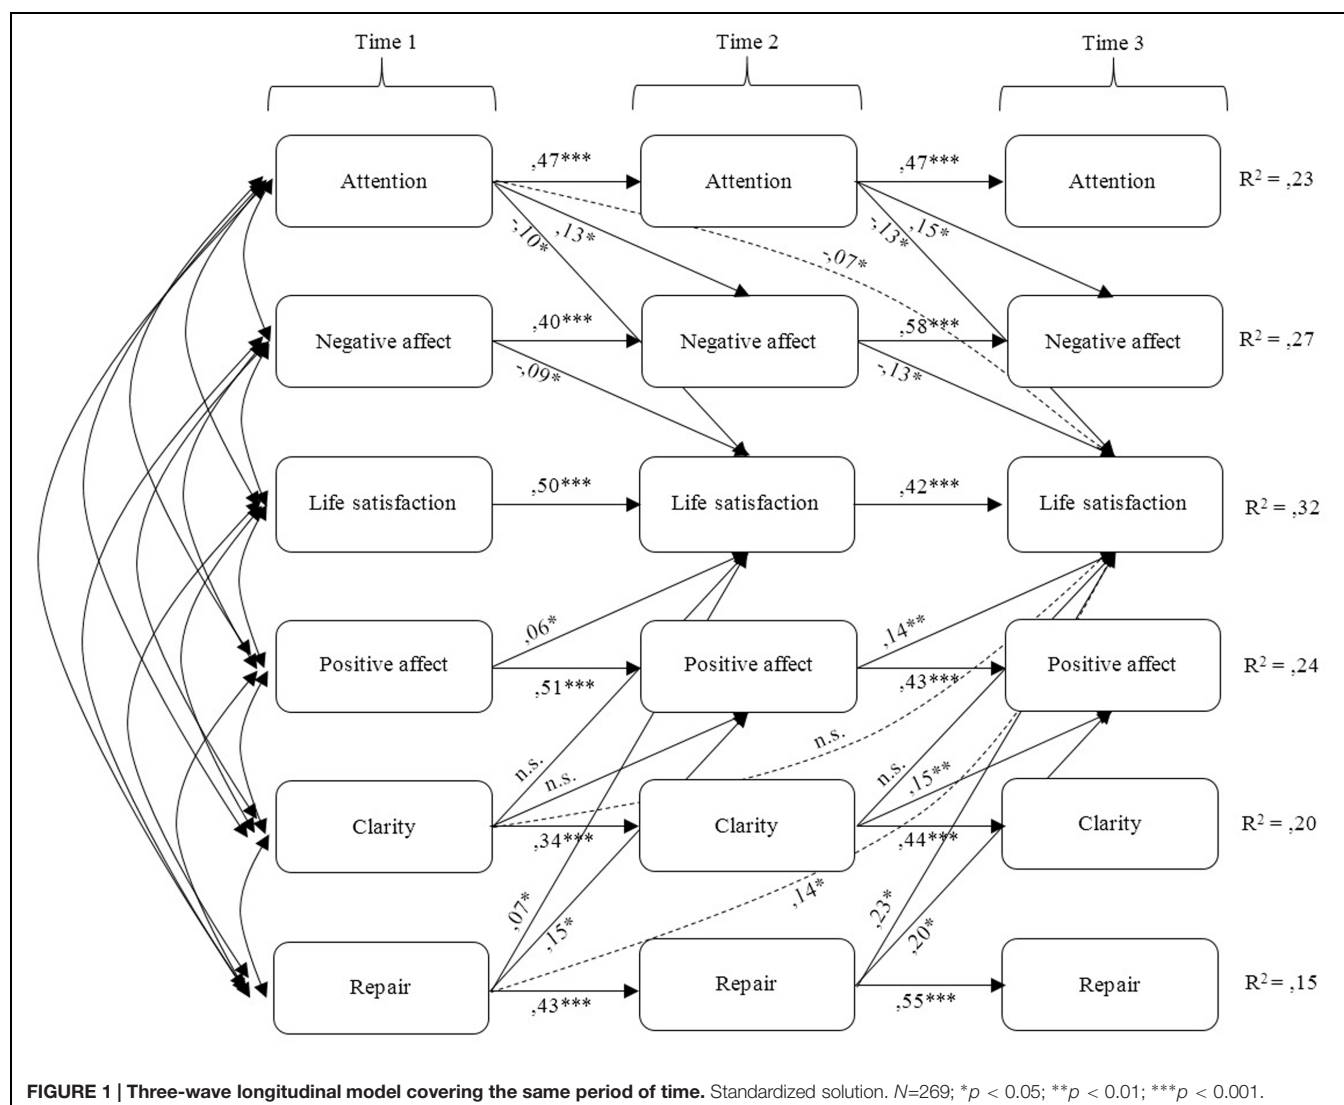 Time 1
Time 2
Time 3
Attention
,47***
Attention
,47***
Attention
R² = ,23
-,10*
,13*
-,07*
-,13*
,15*
Negative affect
,40***
Negative affect
,58***
Negative affect
R² = ,27
-,09*
-,13*
Life satisfaction
,50***
Life satisfaction
,42***
Life satisfaction
R² = ,32
,06*
,14**
Positive affect
,51***
Positive affect
,43***
Positive affect
R² = ,24
n.s.
n.s.
n.s.
n.s.
,15**
Clarity
,34***
Clarity
,44***
Clarity
R² = ,20
,07*
,15*
,14*
,23*
,20*
Repair
,43***
Repair
,55***
Repair
R² = ,15
FIGURE 1 | Three-wave longitudinal model covering the same period of time. Standardized solution. N=269; *p < 0.05; **p < 0.01; ***p < 0.001.